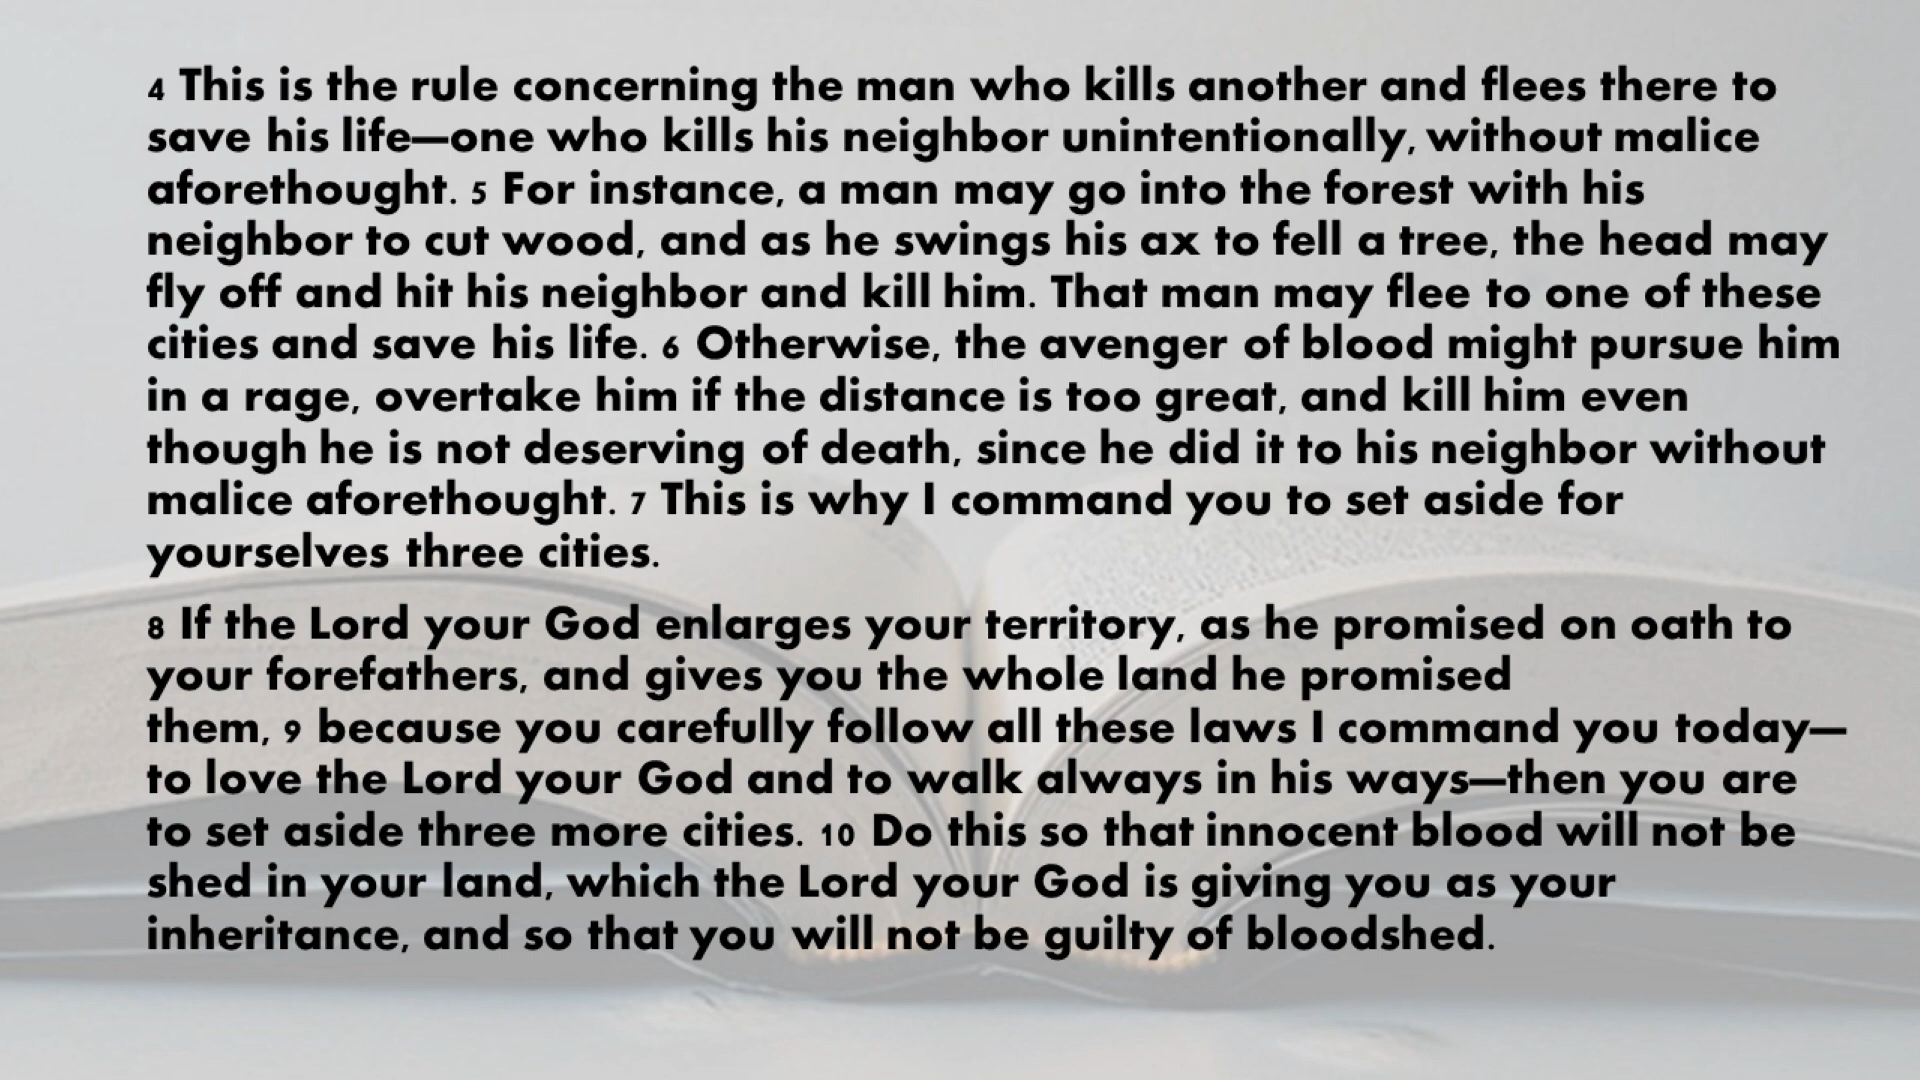 4 This is the rule concerning the man who kills another and flees there to
save his life—one who kills his neighbor unintentionally, without malice
aforethought. 5 For instance, a man may go into the forest with his
neighbor to cut wood, and as he swings his ax to fell a tree, the head may
fly off and hit his neighbor and kill him. That man may flee to one of these
cities and save his life. 6 Otherwise, the avenger of blood might pursue him
in a rage, overtake him if the distance is too great, and kill him even
though he is not deserving of death, since he did it to his neighbor without
malice aforethought. 7 This is why I command you to set aside for
yourselves three cities.
8 If the Lord your God enlarges your territory, as he promised on oath to
your forefathers, and gives you the whole land he promised
them, 9 because you carefully follow all these laws I command you today—
to love the Lord your God and to walk always in his ways—then you are
to set aside three more cities. 10 Do this so that innocent blood will not be
shed in your land, which the Lord your God is giving you as your
inheritance, and so that you will not be guilty of bloodshed.